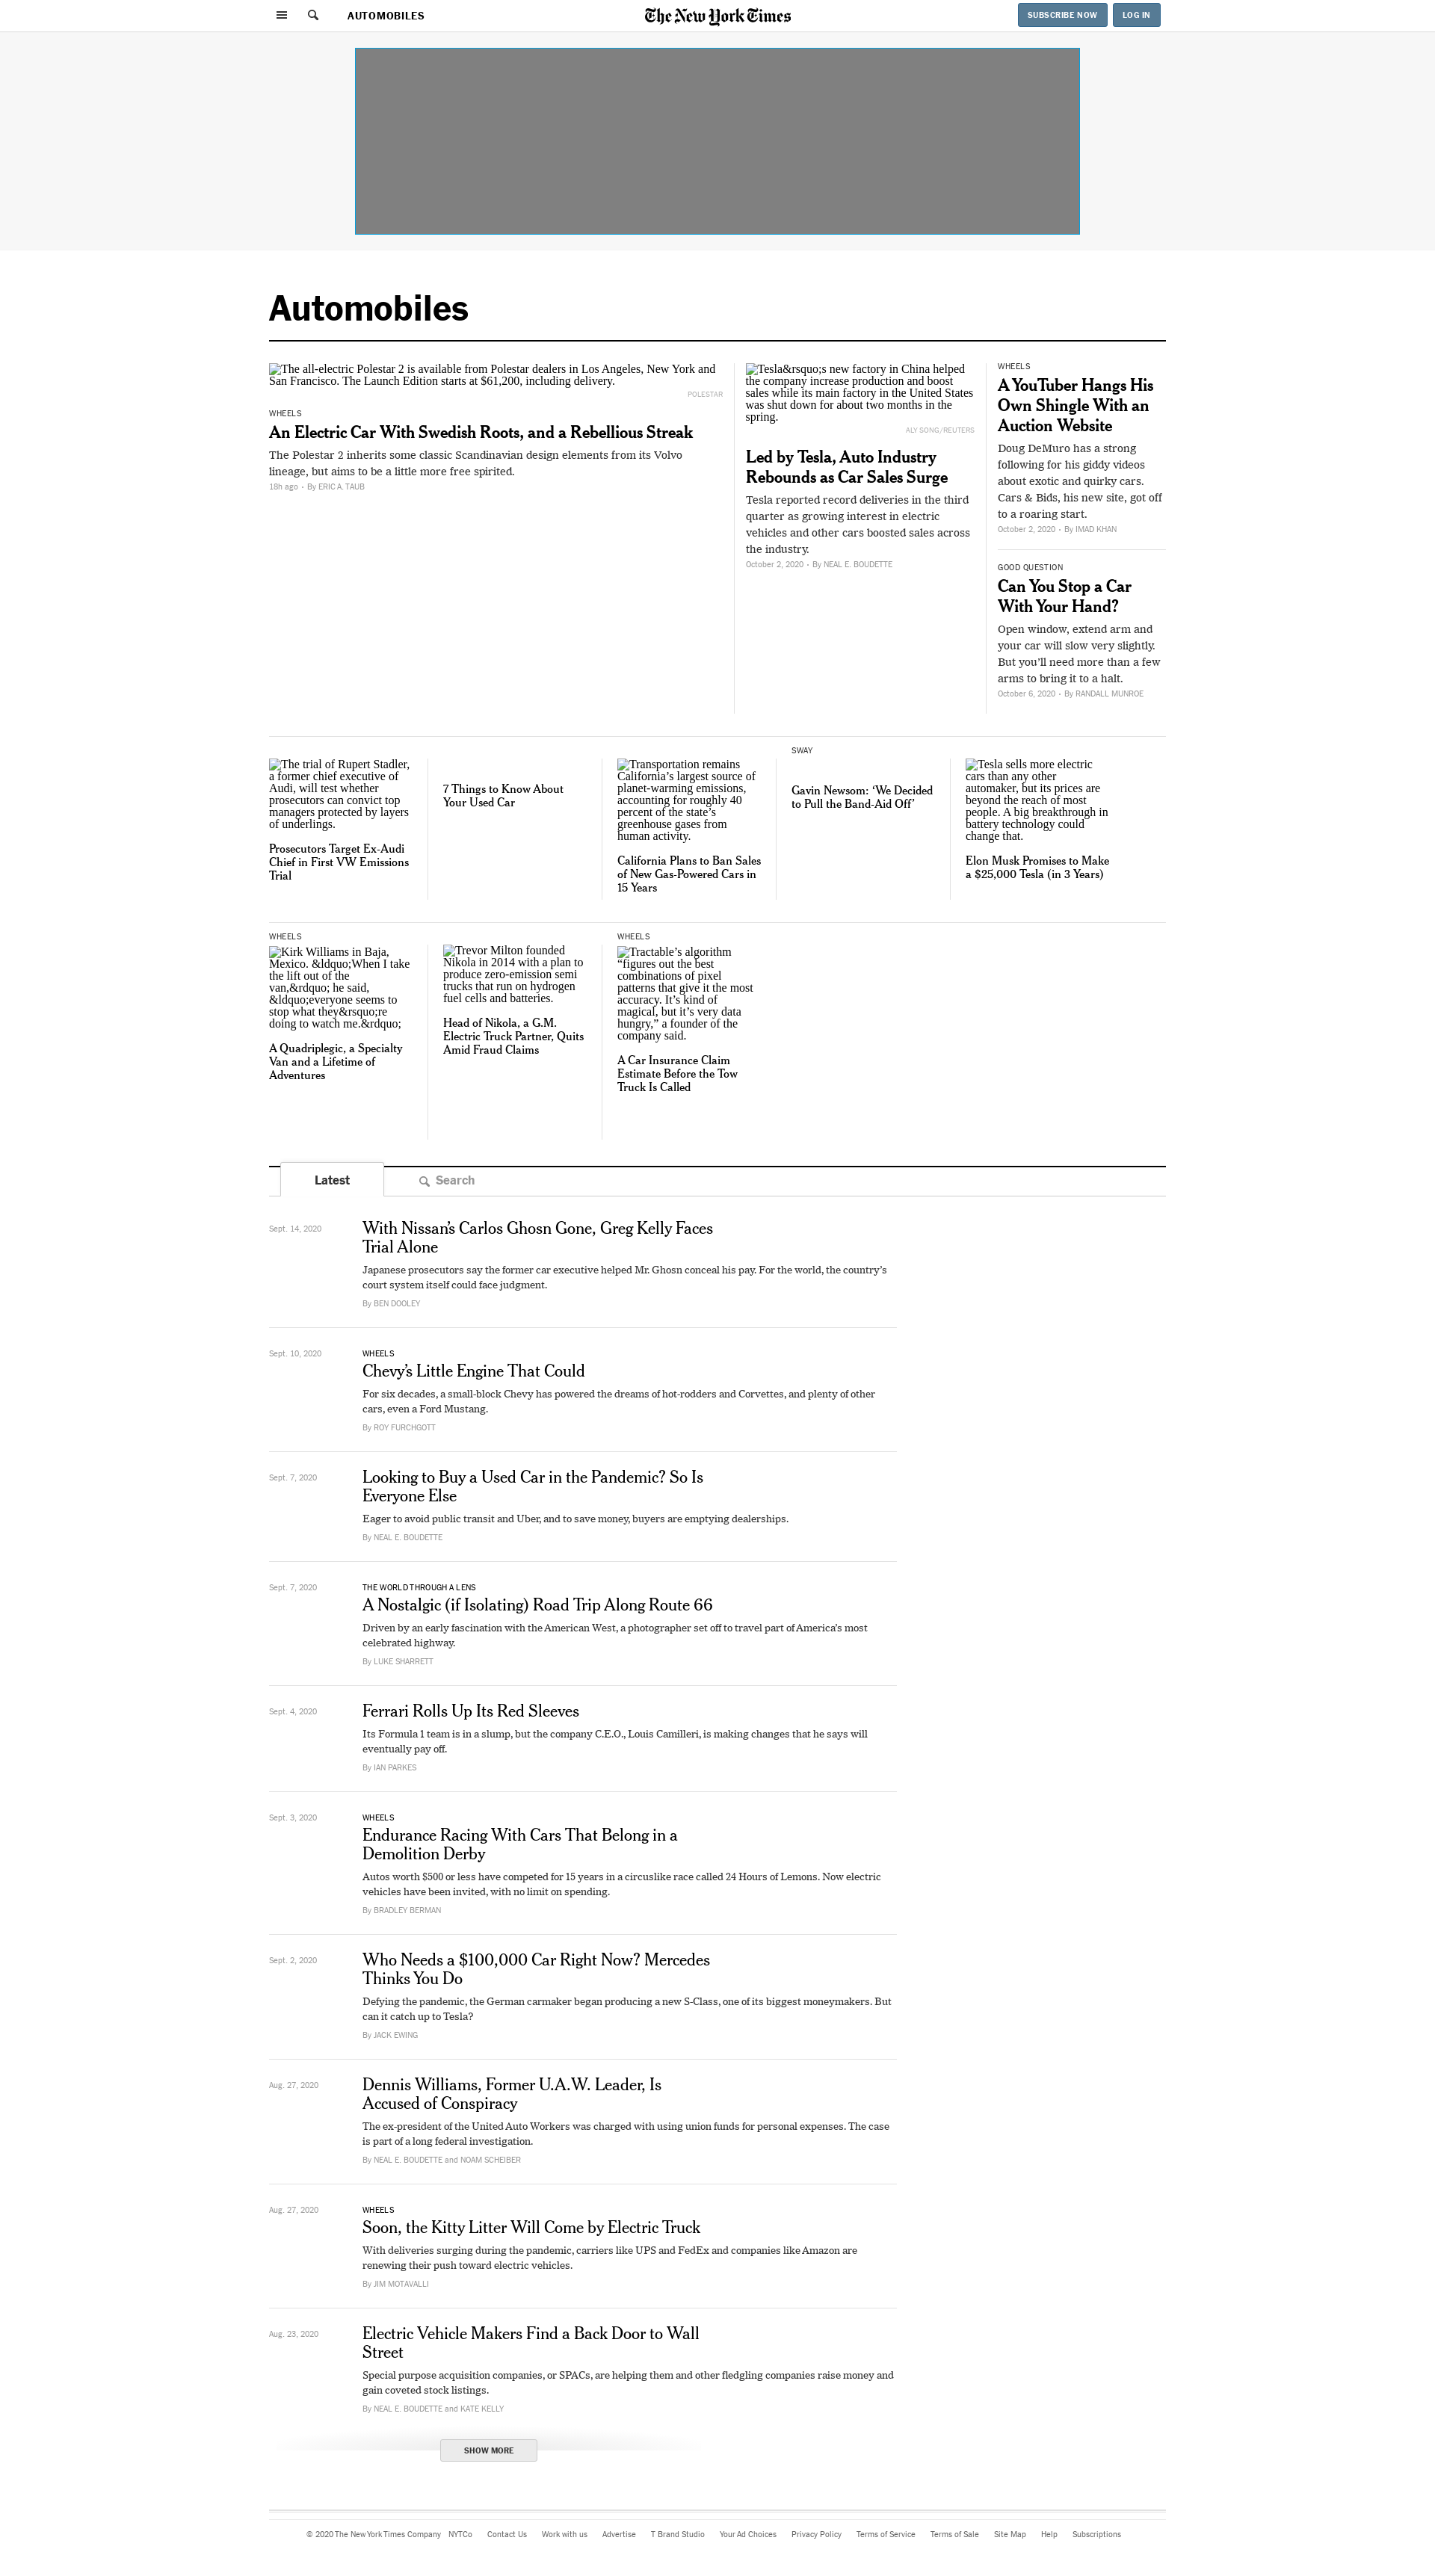 AUTOMOBILES
The New York Times
SUBSCRIBE NOW
LOG IN
Automobiles
The all-electric Polestar 2 is available from Polestar dealers in Los Angeles, New York and
San Francisco. The Launch Edition starts at $61,200, including delivery.
POLESTAR
WHEELS
An Electric Car With Swedish Roots, and a Rebellious Streak
The Polestar 2 inherits some classic Scandinavian design elements from its Volvo
lineage, but aims to be a little more free spirited.
18h ago • By ERIC A. TAUB
Tesla&rsquo;s new factory in China helped
the company increase production and boost
sales while its main factory in the United States
was shut down for about two months in the
spring.
ALY SONG/REUTERS
Led by Tesla, Auto Industry
Rebounds as Car Sales Surge
Tesla reported record deliveries in the third
quarter as growing interest in electric
vehicles and other cars boosted sales across
the industry.
October 2, 2020 • By NEAL E. BOUDETTE
WHEELS
A YouTuber Hangs His
Own Shingle With an
Auction Website
Doug DeMuro has a strong
following for his giddy videos
about exotic and quirky cars.
Cars & Bids, his new site, got off
to a roaring start.
October 2, 2020 • By IMAD KHAN
GOOD QUESTION
Can You Stop a Car
With Your Hand?
Open window, extend arm and
your car will slow very slightly.
But you’ll need more than a few
arms to bring it to a halt.
October 6, 2020 • By RANDALL MUNROE
The trial of Rupert Stadler,
a former chief executive of
Audi, will test whether
prosecutors can convict top
managers protected by layers
of underlings.
Prosecutors Target Ex-Audi
Chief in First VW Emissions
Trial
7 Things to Know About
Your Used Car
Transportation remains
California’s largest source of
planet-warming emissions,
accounting for roughly 40
percent of the state’s
greenhouse gases from
human activity.
California Plans to Ban Sales
of New Gas-Powered Cars in
15 Years
SWAY
Gavin Newsom: ‘We Decided
to Pull the Band-Aid Off’
Tesla sells more electric
cars than any other
automaker, but its prices are
beyond the reach of most
people. A big breakthrough in
battery technology could
change that.
Elon Musk Promises to Make
a $25,000 Tesla (in 3 Years)
WHEELS
Kirk Williams in Baja,
Mexico. &ldquo;When I take
the lift out of the
van,&rdquo; he said,
&ldquo;everyone seems to
stop what they&rsquo;re
doing to watch me.&rdquo;
A Quadriplegic, a Specialty
Van and a Lifetime of
Adventures
Trevor Milton founded
Nikola in 2014 with a plan to
produce zero-emission semi
trucks that run on hydrogen
fuel cells and batteries.
Head of Nikola, a G.M.
Electric Truck Partner, Quits
Amid Fraud Claims
WHEELS
Tractable’s algorithm
“figures out the best
combinations of pixel
patterns that give it the most
accuracy. It’s kind of
magical, but it’s very data
hungry,” a founder of the
company said.
A Car Insurance Claim
Estimate Before the Tow
Truck Is Called
Latest
Search
Sept. 14, 2020
With Nissan’s Carlos Ghosn Gone, Greg Kelly Faces
Trial Alone
Japanese prosecutors say the former car executive helped Mr. Ghosn conceal his pay. For the world, the country’s
court system itself could face judgment.
By BEN DOOLEY
Sept. 10, 2020
WHEELS
Chevy’s Little Engine That Could
For six decades, a small-block Chevy has powered the dreams of hot-rodders and Corvettes, and plenty of other
cars, even a Ford Mustang.
By ROY FURCHGOTT
Sept. 7, 2020
Looking to Buy a Used Car in the Pandemic? So Is
Everyone Else
Eager to avoid public transit and Uber, and to save money, buyers are emptying dealerships.
By NEAL E. BOUDETTE
Sept. 7, 2020
THE WORLD THROUGH A LENS
A Nostalgic (if Isolating) Road Trip Along Route 66
Driven by an early fascination with the American West, a photographer set off to travel part of America’s most
celebrated highway.
By LUKE SHARRETT
Sept. 4, 2020
Ferrari Rolls Up Its Red Sleeves
Its Formula 1 team is in a slump, but the company C.E.O., Louis Camilleri, is making changes that he says will
eventually pay off.
By IAN PARKES
Sept. 3, 2020
WHEELS
Endurance Racing With Cars That Belong in a
Demolition Derby
Autos worth $500 or less have competed for 15 years in a circuslike race called 24 Hours of Lemons. Now electric
vehicles have been invited, with no limit on spending.
By BRADLEY BERMAN
Sept. 2, 2020
Who Needs a $100,000 Car Right Now? Mercedes
Thinks You Do
Defying the pandemic, the German carmaker began producing a new S-Class, one of its biggest moneymakers. But
can it catch up to Tesla?
By JACK EWING
Aug. 27, 2020
Dennis Williams, Former U.A.W. Leader, Is
Accused of Conspiracy
The ex-president of the United Auto Workers was charged with using union funds for personal expenses. The case
is part of a long federal investigation.
By NEAL E. BOUDETTE and NOAM SCHEIBER
Aug. 27, 2020
WHEELS
Soon, the Kitty Litter Will Come by Electric Truck
With deliveries surging during the pandemic, carriers like UPS and FedEx and companies like Amazon are
renewing their push toward electric vehicles.
By JIM MOTAVALLI
Aug. 23, 2020
Electric Vehicle Makers Find a Back Door to Wall
Street
Special purpose acquisition companies, or SPACs, are helping them and other fledgling companies raise money and
gain coveted stock listings.
By NEAL E. BOUDETTE and KATE KELLY
SHOW MORE
© 2020 The New York Times Company NYTCo Contact Us Work with us Advertise T Brand Studio Your Ad Choices Privacy Policy Terms of Service Terms of Sale Site Map Help Subscriptions